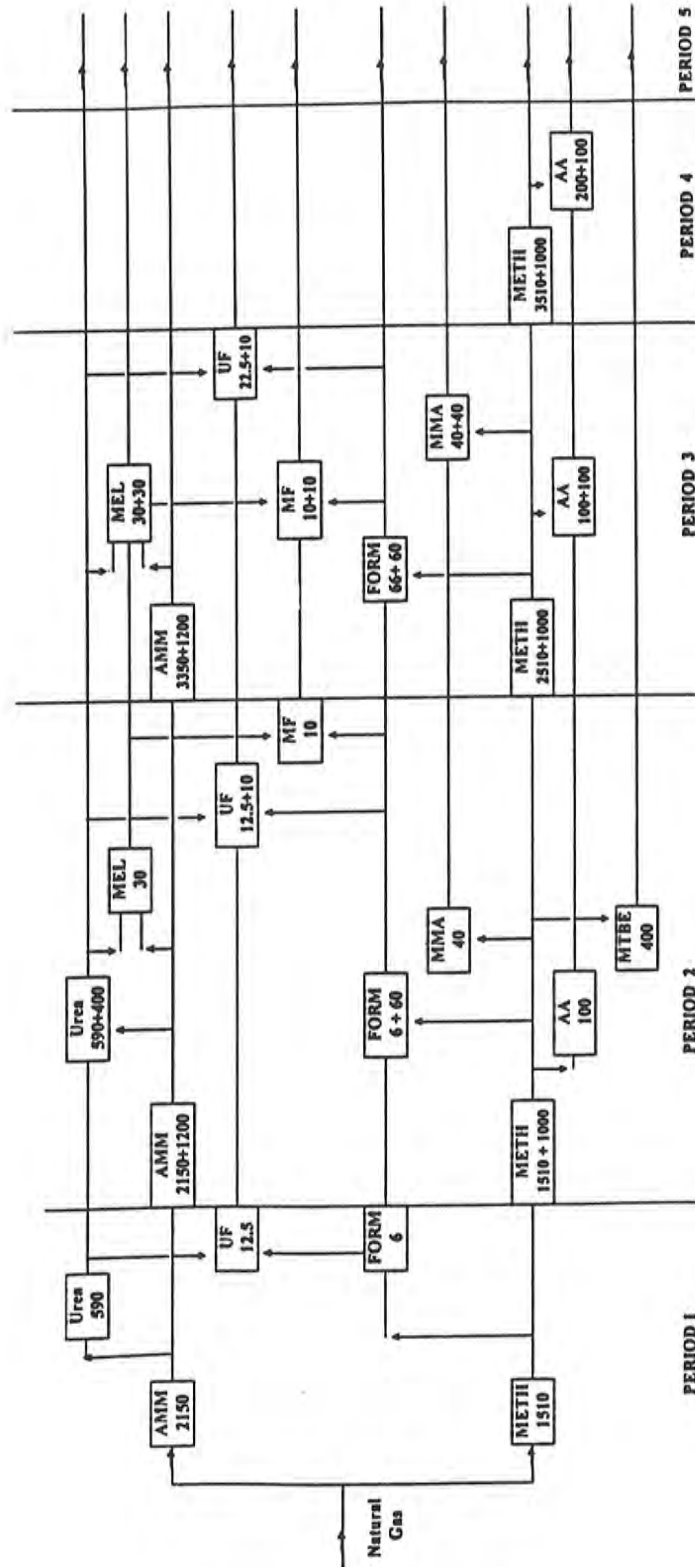 Natural
Gas
AMM
2150
METH
1510
Urea
590
UF
12.5
FORM
6
PERIOD 1
AMM
2150+1200
METH
1510 + 1000
Urea
590+400
FORM
6 + 60
AA
100
MMA
40
MTBE
400
MEL
30
UF
12.5+10
MF
10
PERIOD 2
AMM
3350+1200
METH
2510+1000
FORM
66+ 60
MEL
30+30
MF
10+10
AA
100+100
MMA
40+40
UF
22.5+10
PERIOD 3
METH
3510+1000
AA
200+100
PERIOD 4
PERIOD 5